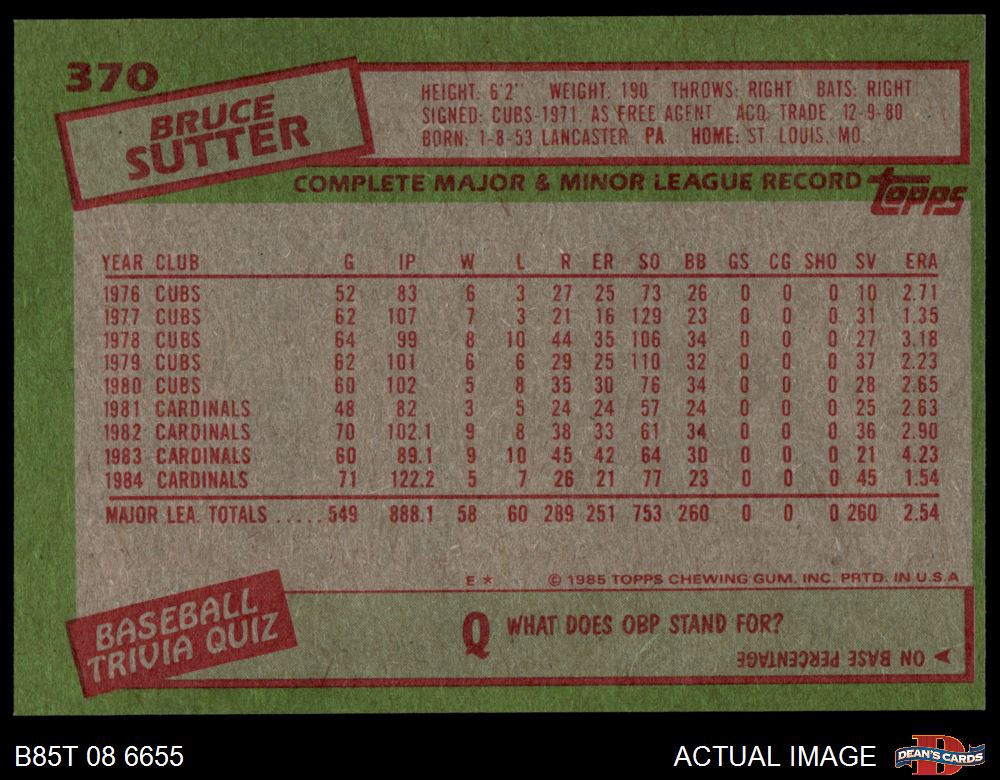 370
BRUCE
SUTTER
HEIGHT: 6'2" WEIGHT: 190 THROWS: RIGHT BATS: RIGHT
SIGNED: CUBS-1971. AS FREE AGENT ACQ. TRADE. 12-9-80
BORN: 1-8-53 LANCASTER. PA HOME: ST. LOUIS, MO.
COMPLETE MAJOR & MINOR LEAGUE RECORD topps
YEAR CLUB G IP W L R ER SO BB GS CG SHO SV ERA
1976 CUBS 52 83 6 3 27 25 73 26 0 0 0 10 2.71
1977 CUBS 62 107 7 3 21 16 129 23 0 0 0 31 1.35
1978 CUBS 64 99 8 10 44 35 106 34 0 0 0 27 3.18
1979 CUBS 62 101 6 6 29 25 110 32 0 0 0 37 2.23
1980 CUBS 60 102 5 8 35 30 76 34 0 0 0 28 2.65
1981 CARDINALS 48 82 3 5 24 24 57 24 0 0 0 25 2.63
1982 CARDINALS 70 102.1 9 8 38 33 61 34 0 0 0 36 2.90
1983 CARDINALS 60 89.1 9 10 45 42 64 30 0 0 0 21 4.23
1984 CARDINALS 71 122.2 5 7 26 21 77 23 0 0 0 45 1.54
MAJOR LEA. TOTALS ..... 549 888.1 58 60 289 251 753 260 0 0 0 260 2.54
E * © 1985 TOPPS CHEWING GUM. INC. PRTD. IN U.S.A
BASEBALL
TRIVIA QUIZ
Q WHAT DOES OBP STAND FOR?
ON BASE PERCENTAGE
B85T 08 6655
ACTUAL IMAGE
DEAN'S CARDS